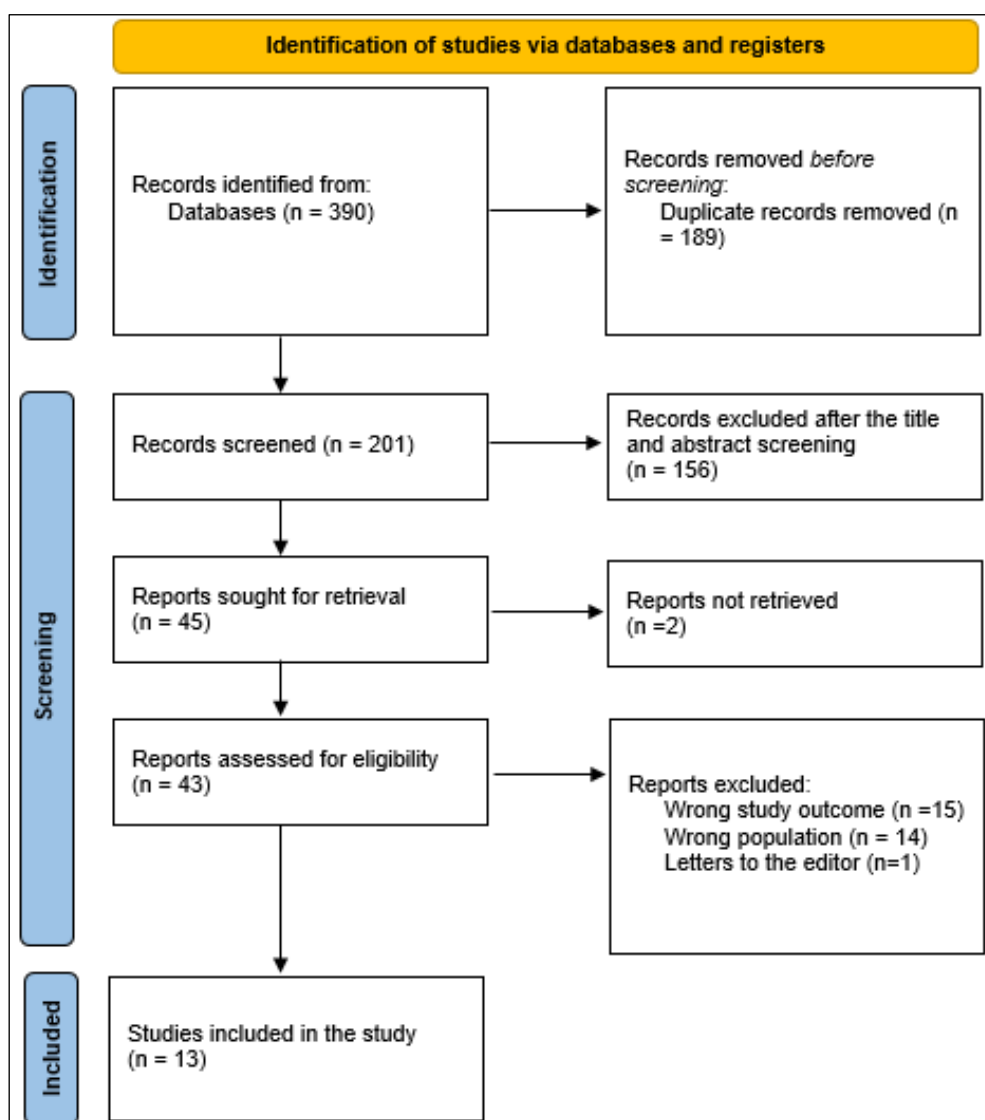 Identification of studies via databases and registers
Identification
Records identified from:
Databases (n = 390)
Records removed before
screening:
Duplicate records removed (n
= 189)
Screening
Records screened (n = 201)
Records excluded after the title
and abstract screening
(n = 156)
Reports sought for retrieval
(n = 45)
Reports not retrieved
(n =2)
Reports assessed for eligibility
(n = 43)
Reports excluded:
Wrong study outcome (n =15)
Wrong population (n = 14)
Letters to the editor (n=1)
Included
Studies included in the study
(n = 13)